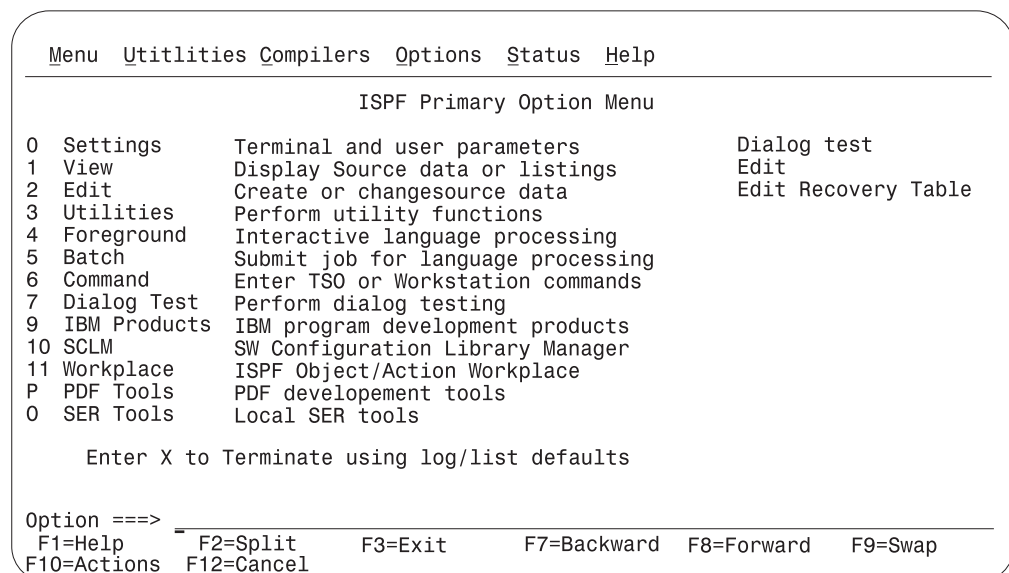 Menu Utitlities Compilers Options Status Help
ISPF Primary Option Menu
0 Settings Terminal and user parameters Dialog test
1 View Display Source data or listings Edit
2 Edit Create or changesource data Edit Recovery Table
3 Utilities Perform utility functions
4 Foreground Interactive language processing
5 Batch Submit job for language processing
6 Command Enter TSO or Workstation commands
7 Dialog Test Perform dialog testing
9 IBM Products IBM program development products
10 SCLM SW Configuration Library Manager
11 Workplace ISPF Object/Action Workplace
P PDF Tools PDF developement tools
O SER Tools Local SER tools
Enter X to Terminate using log/list defaults
Option ===> _
F1=Help F2=Split F3=Exit F7=Backward F8=Forward F9=Swap
F10=Actions F12=Cancel